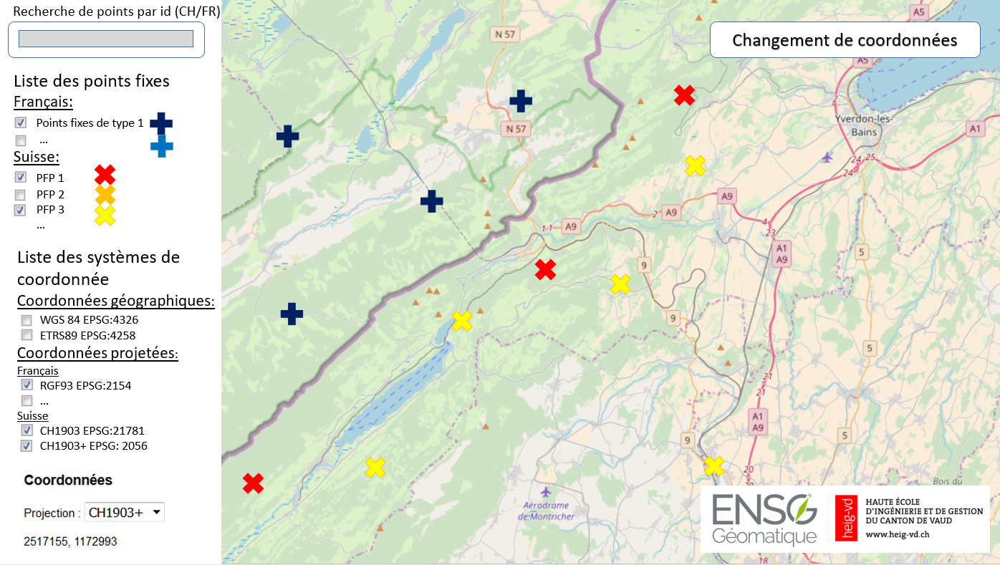 Recherche de points par id (CH/FR)
Liste des points fixes
Français:
Points fixes de type 1
...
Suisse:
PFP 1
PFP 2
PFP 3
...
Liste des systèmes de
coordonnée
Coordonnées géographiques:
WGS 84 EPSG:4326
ETRS89 EPSG:4258
Coordonnées projetées:
Français
RGF93 EPSG:2154
...
Suisse
CH1903 EPSG:21781
CH1903+ EPSG: 2056
Coordonnées
Projection : CH1903+
2517155, 1172993
Changement de coordonnées
A5
N 57
A5
2
Yverdon-les-
Bains
N 57
A1
24
25
24
A9
2
A9
4
11
A9
23
A1
A9
5
9
9
5
21
21
A1
A9
9
5
20
20
Bois du
Aérodrome
de Montricher
18
ENSG
Géomatique
heig-vd
HAUTE ÉCOLE
D'INGÉNIERIE ET DE GESTION
DU CANTON DE VAUD
www.heig-vd.ch